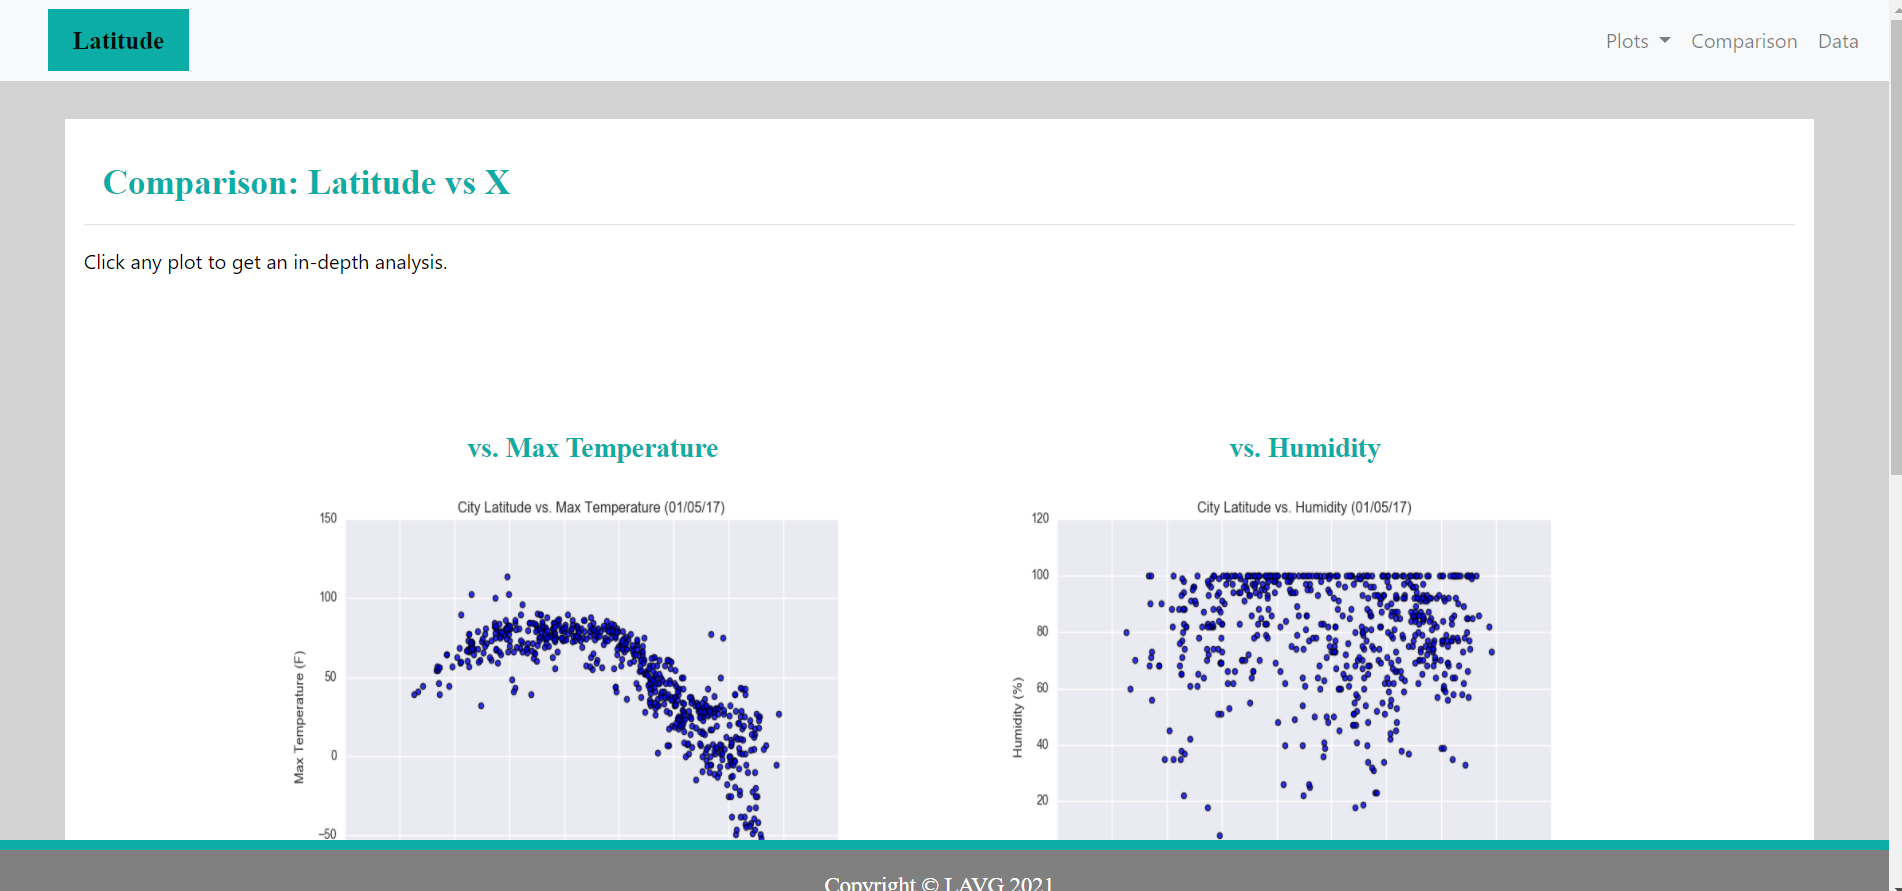 Latitude
Plots
Comparison
Data
Comparison: Latitude vs X
Click any plot to get an in-depth analysis.
vs. Max Temperature
City Latitude vs. Max Temperature (01/05/17)
150
100
50
0
−50
Max Temperature (F)
vs. Humidity
City Latitude vs. Humidity (01/05/17)
120
100
80
60
40
20
Humidity (%)
Copyright © LAVG 2021